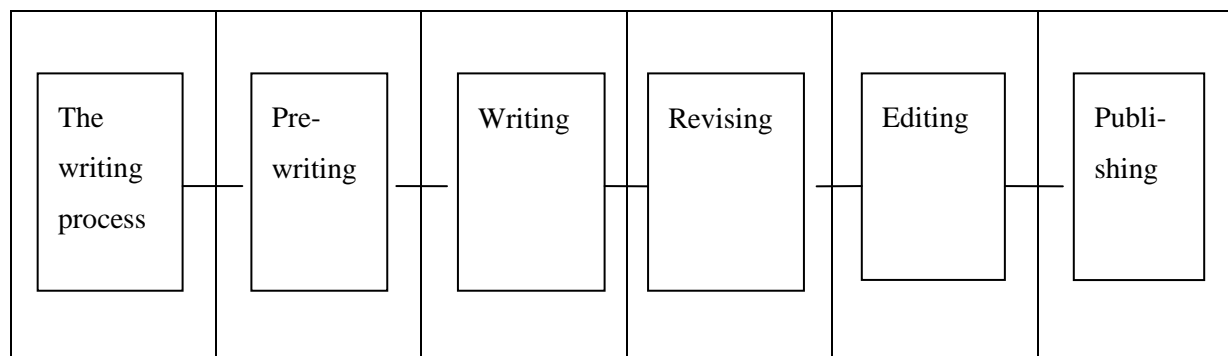 The
writing
process
Pre-
writing
Writing
Revising
Editing
Publi-
shing